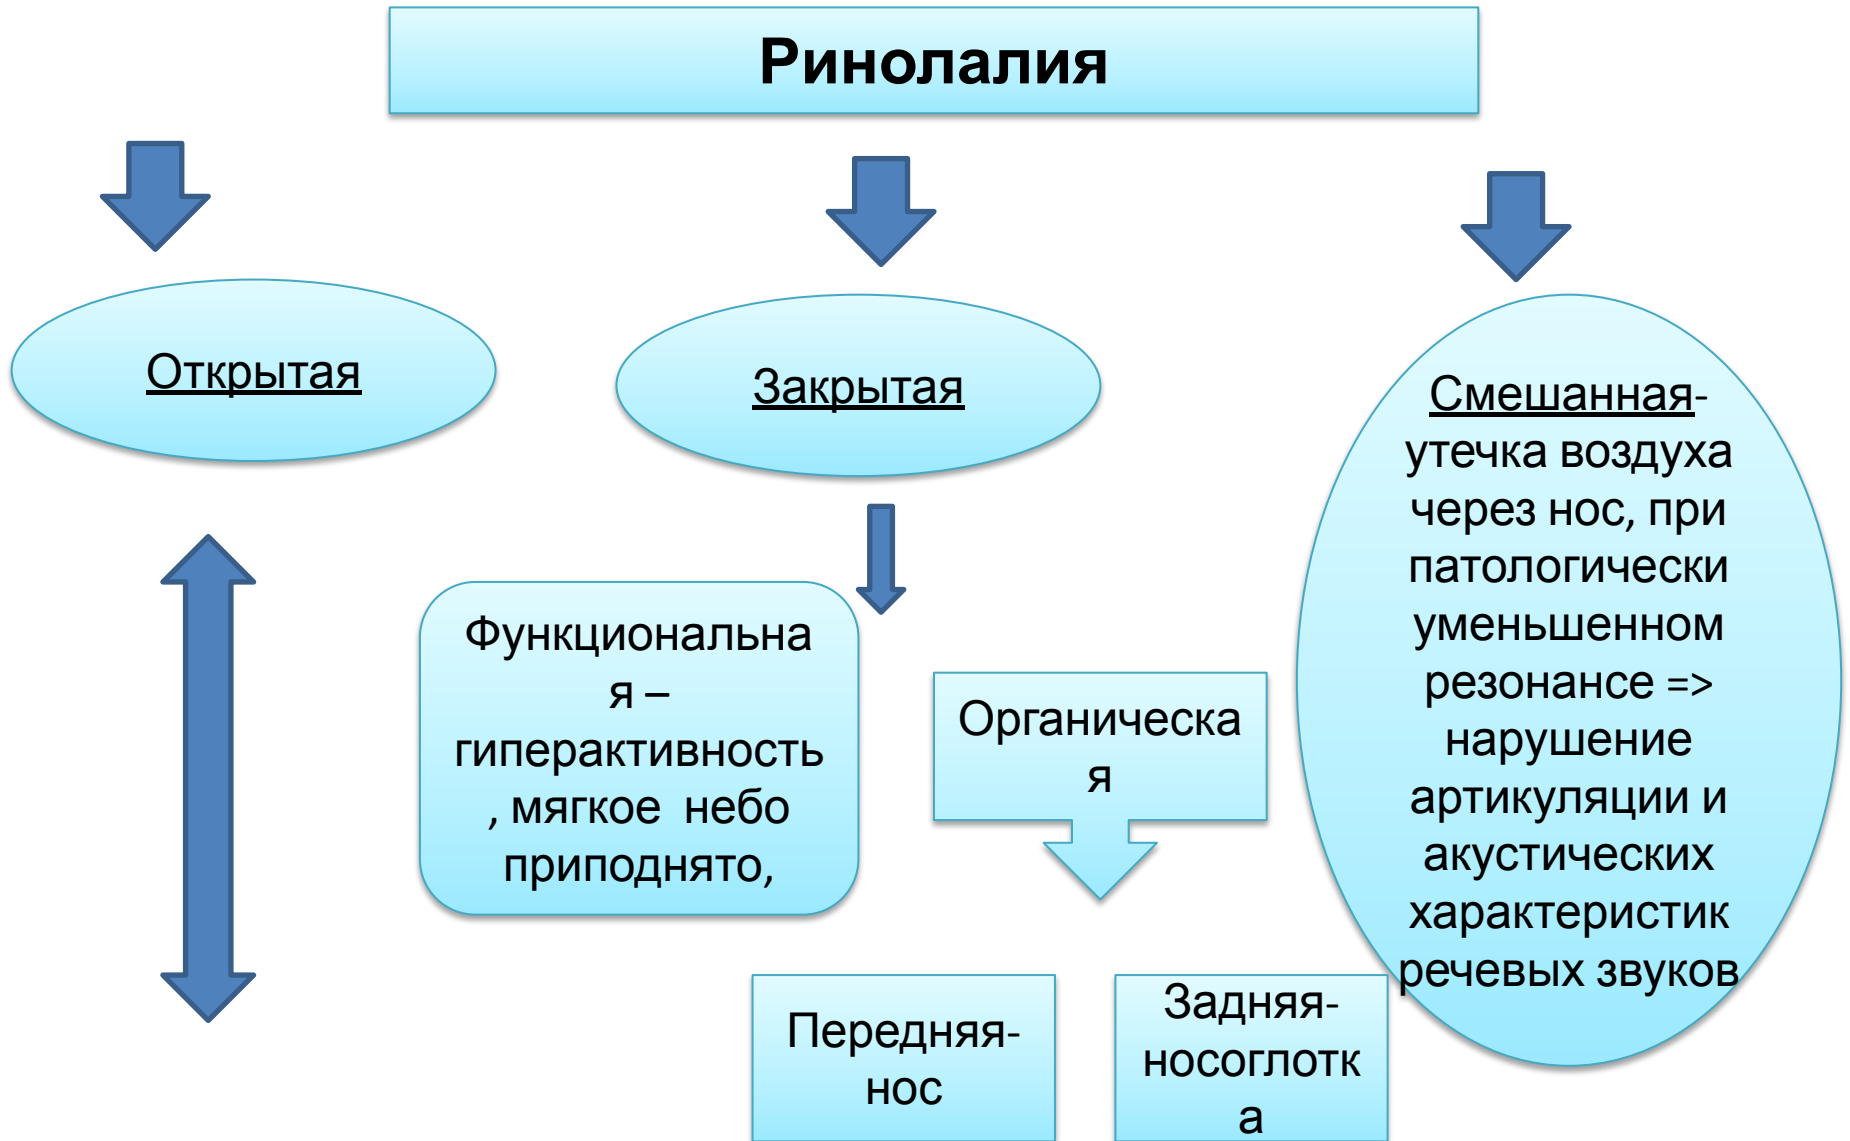 Ринолалия
Открытая
Закрытая
Смешанная-
утечка воздуха
через нос, при
патологически
уменьшенном
резонансе =>
нарушение
артикуляции и
акустических
характеристик
речевых звуков
Функциональна
я –
гиперактивность
, мягкое небо
приподнято,
Органическа
я
Передняя-
нос
Задняя-
носоглотк
а